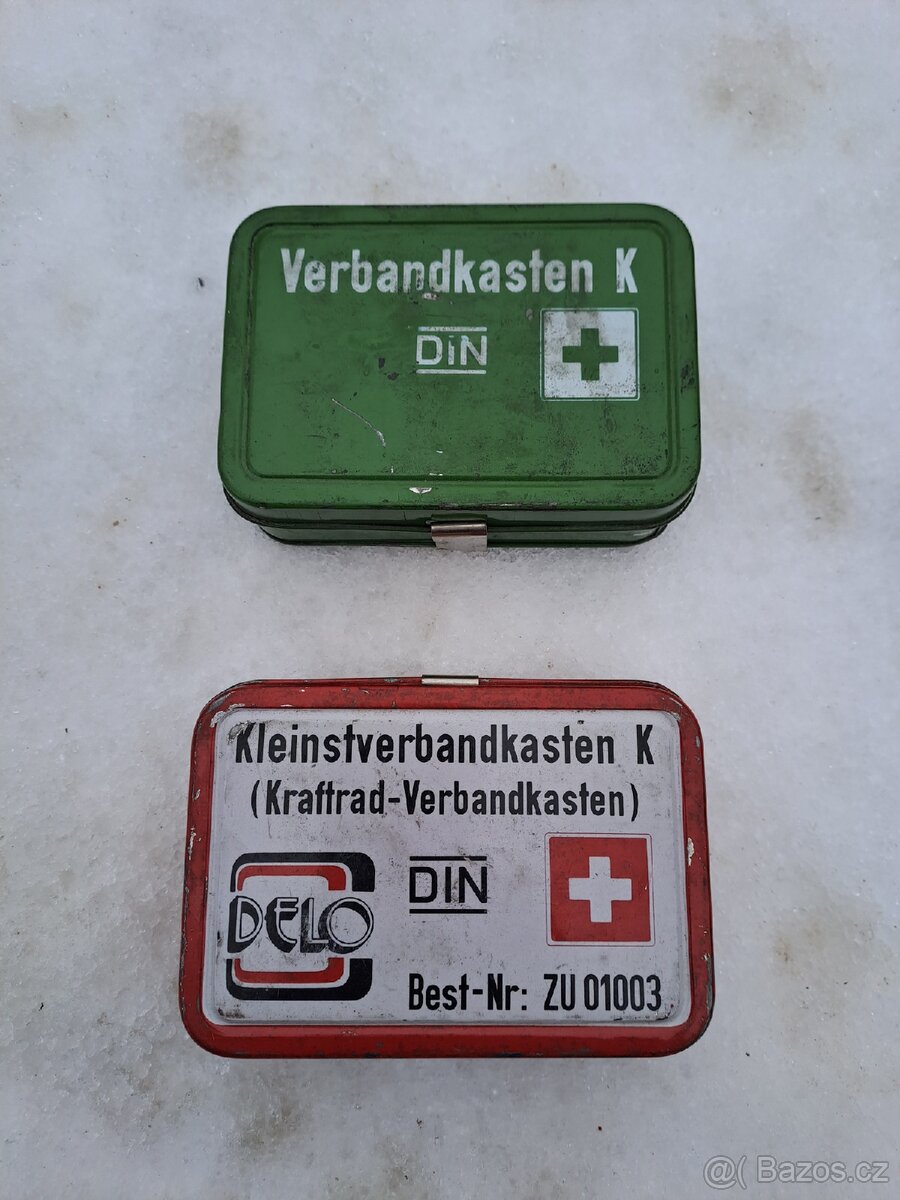 Verbandkasten K
DIN
Kleinstverbandkasten K
(Kraftrad-Verbandkasten)
DELO
DIN
Best-Nr: ZU 01003
@( Bazos.cz